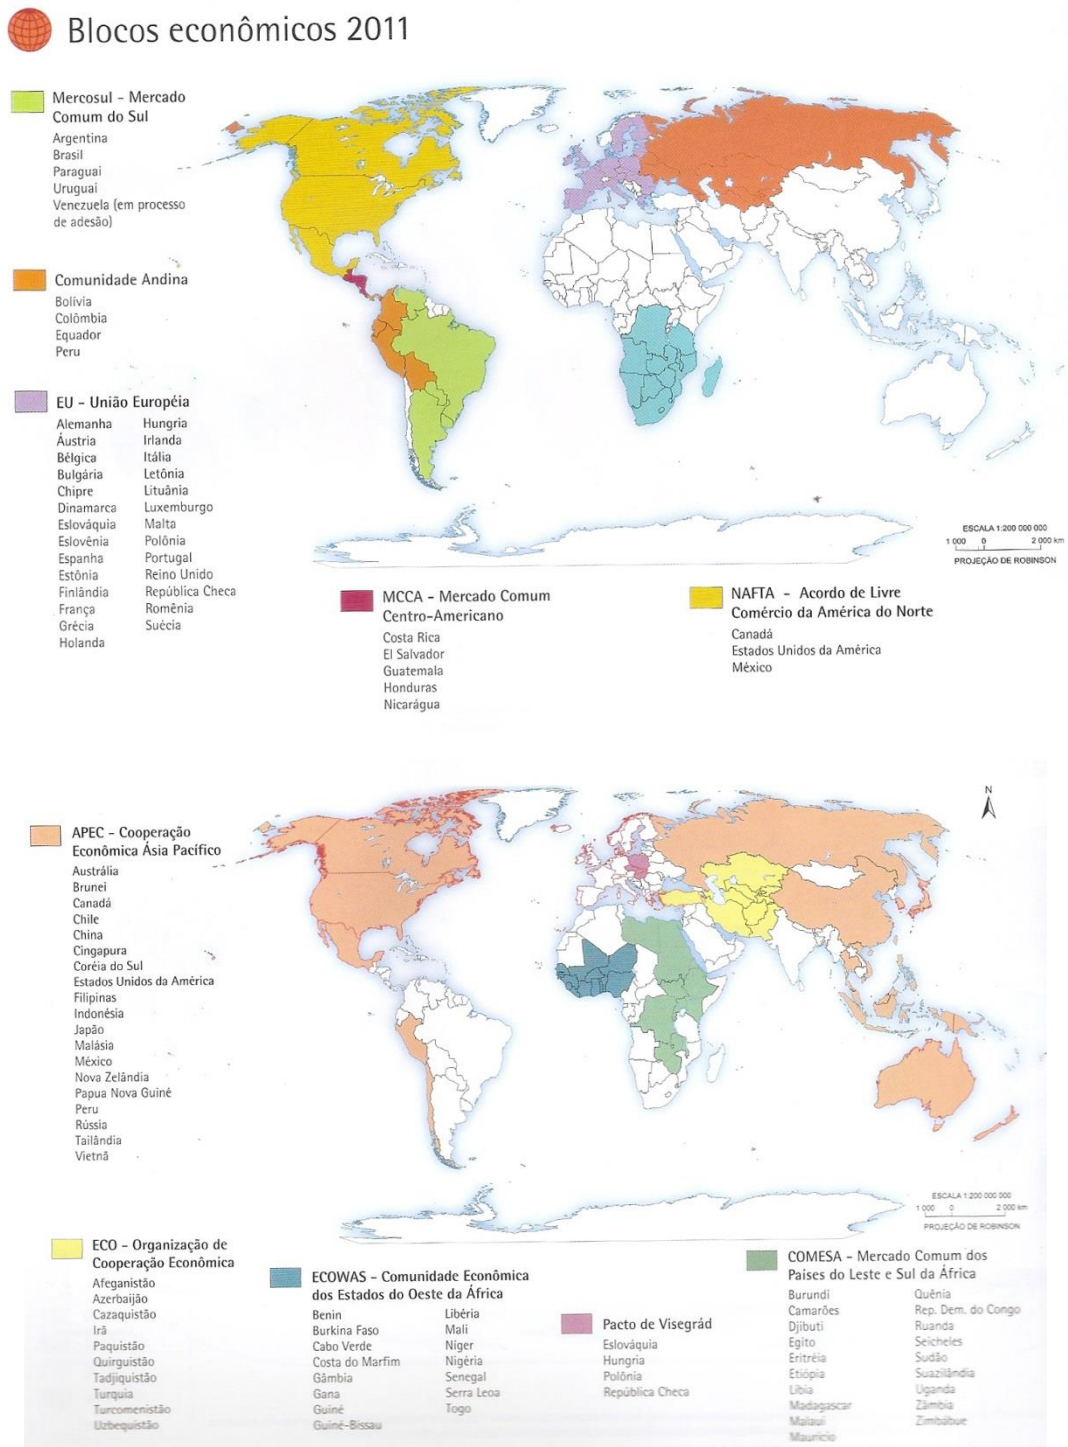 Blocos econômicos 2011
Mercosul - Mercado
Comum do Sul
Argentina
Brasil
Paraguai
Uruguai
Venezuela (em processo
de adesão)
Comunidade Andina
Bolívia
Colômbia
Equador
Peru
EU - União Européia
Alemanha
Áustria
Bélgica
Bulgária
Chipre
Dinamarca
Eslováquia
Eslovênia
Espanha
Estônia
Finlândia
França
Grécia
Holanda
Hungria
Irlanda
Itália
Letônia
Lituânia
Luxemburgo
Malta
Polônia
Portugal
Reino Unido
República Checa
Romênia
Suécia
ESCALA 1:200 000 000
1 000 0 2 000 km
PROJEÇÃO DE ROBINSON
MCCA - Mercado Comum
Centro-Americano
Costa Rica
El Salvador
Guatemala
Honduras
Nicarágua
NAFTA - Acordo de Livre
Comércio da América do Norte
Canadá
Estados Unidos da América
México
N
APEC - Cooperação
Econômica Ásia Pacífico
Austrália
Brunei
Canadá
Chile
China
Cingapura
Coréia do Sul
Estados Unidos da América
Filipinas
Indonésia
Japão
Malásia
México
Nova Zelândia
Papua Nova Guiné
Peru
Rússia
Tailândia
Vietnã
ESCALA 1:200 000 000
1 000 0 2 000 km
PROJEÇÃO DE ROBINSON
ECO - Organização de
Cooperação Econômica
Afeganistão
Azerbaijão
Cazaquistão
Irã
Paquistão
Quirguistão
Tadjiquistão
Turquia
Turcomenistão
Uzbequistão
ECOWAS - Comunidade Econômica
dos Estados do Oeste da África
Benin
Burkina Faso
Cabo Verde
Costa do Marfim
Gâmbia
Gana
Guiné
Guiné-Bissau
Libéria
Mali
Niger
Nigéria
Senegal
Serra Leoa
Togo
Pacto de Visegrád
Eslováquia
Hungria
Polônia
República Checa
COMESA - Mercado Comum dos
Países do Leste e Sul da África
Burundi
Camarões
Djibuti
Egito
Eritréia
Etiópia
Líbia
Madagascar
Malaui
Maurício
Quênia
Rep. Dem. do Congo
Ruanda
Seicheles
Sudão
Suazilândia
Uganda
Zâmbia
Zimbábue